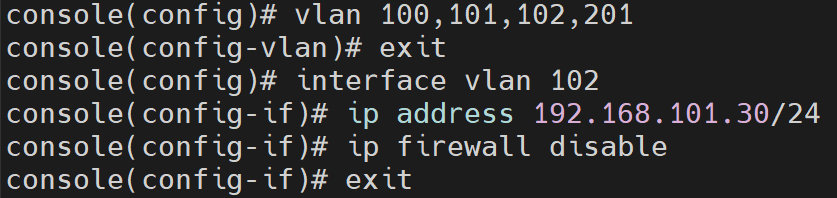 console(config)# vlan 100,101,102,201
console(config-vlan)# exit
console(config)# interface vlan 102
console(config-if)# ip address 192.168.101.30/24
console(config-if)# ip firewall disable
console(config-if)# exit